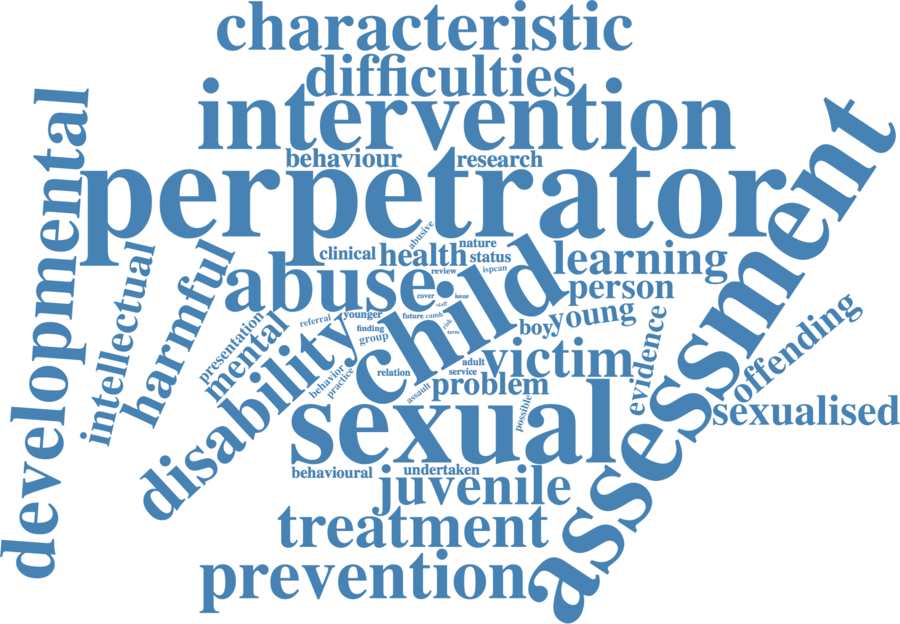 characteristic
difficulties
intervention
behaviour
research
perpetrator
developmental
assessment
intellectual
harmful
abusive
clinical
health
nature
status
learning
review
ispcan
abuse
child
person
cover
issue
staff
presentation
mental
referral
younger
future
camh
risk
term
boy
young
finding
group
disability
evidence
offending
victim
behavior
practice
relation
adult
service
problem
assault
possible
sexual
sexualised
behavioural
undertaken
juvenile
treatment
prevention